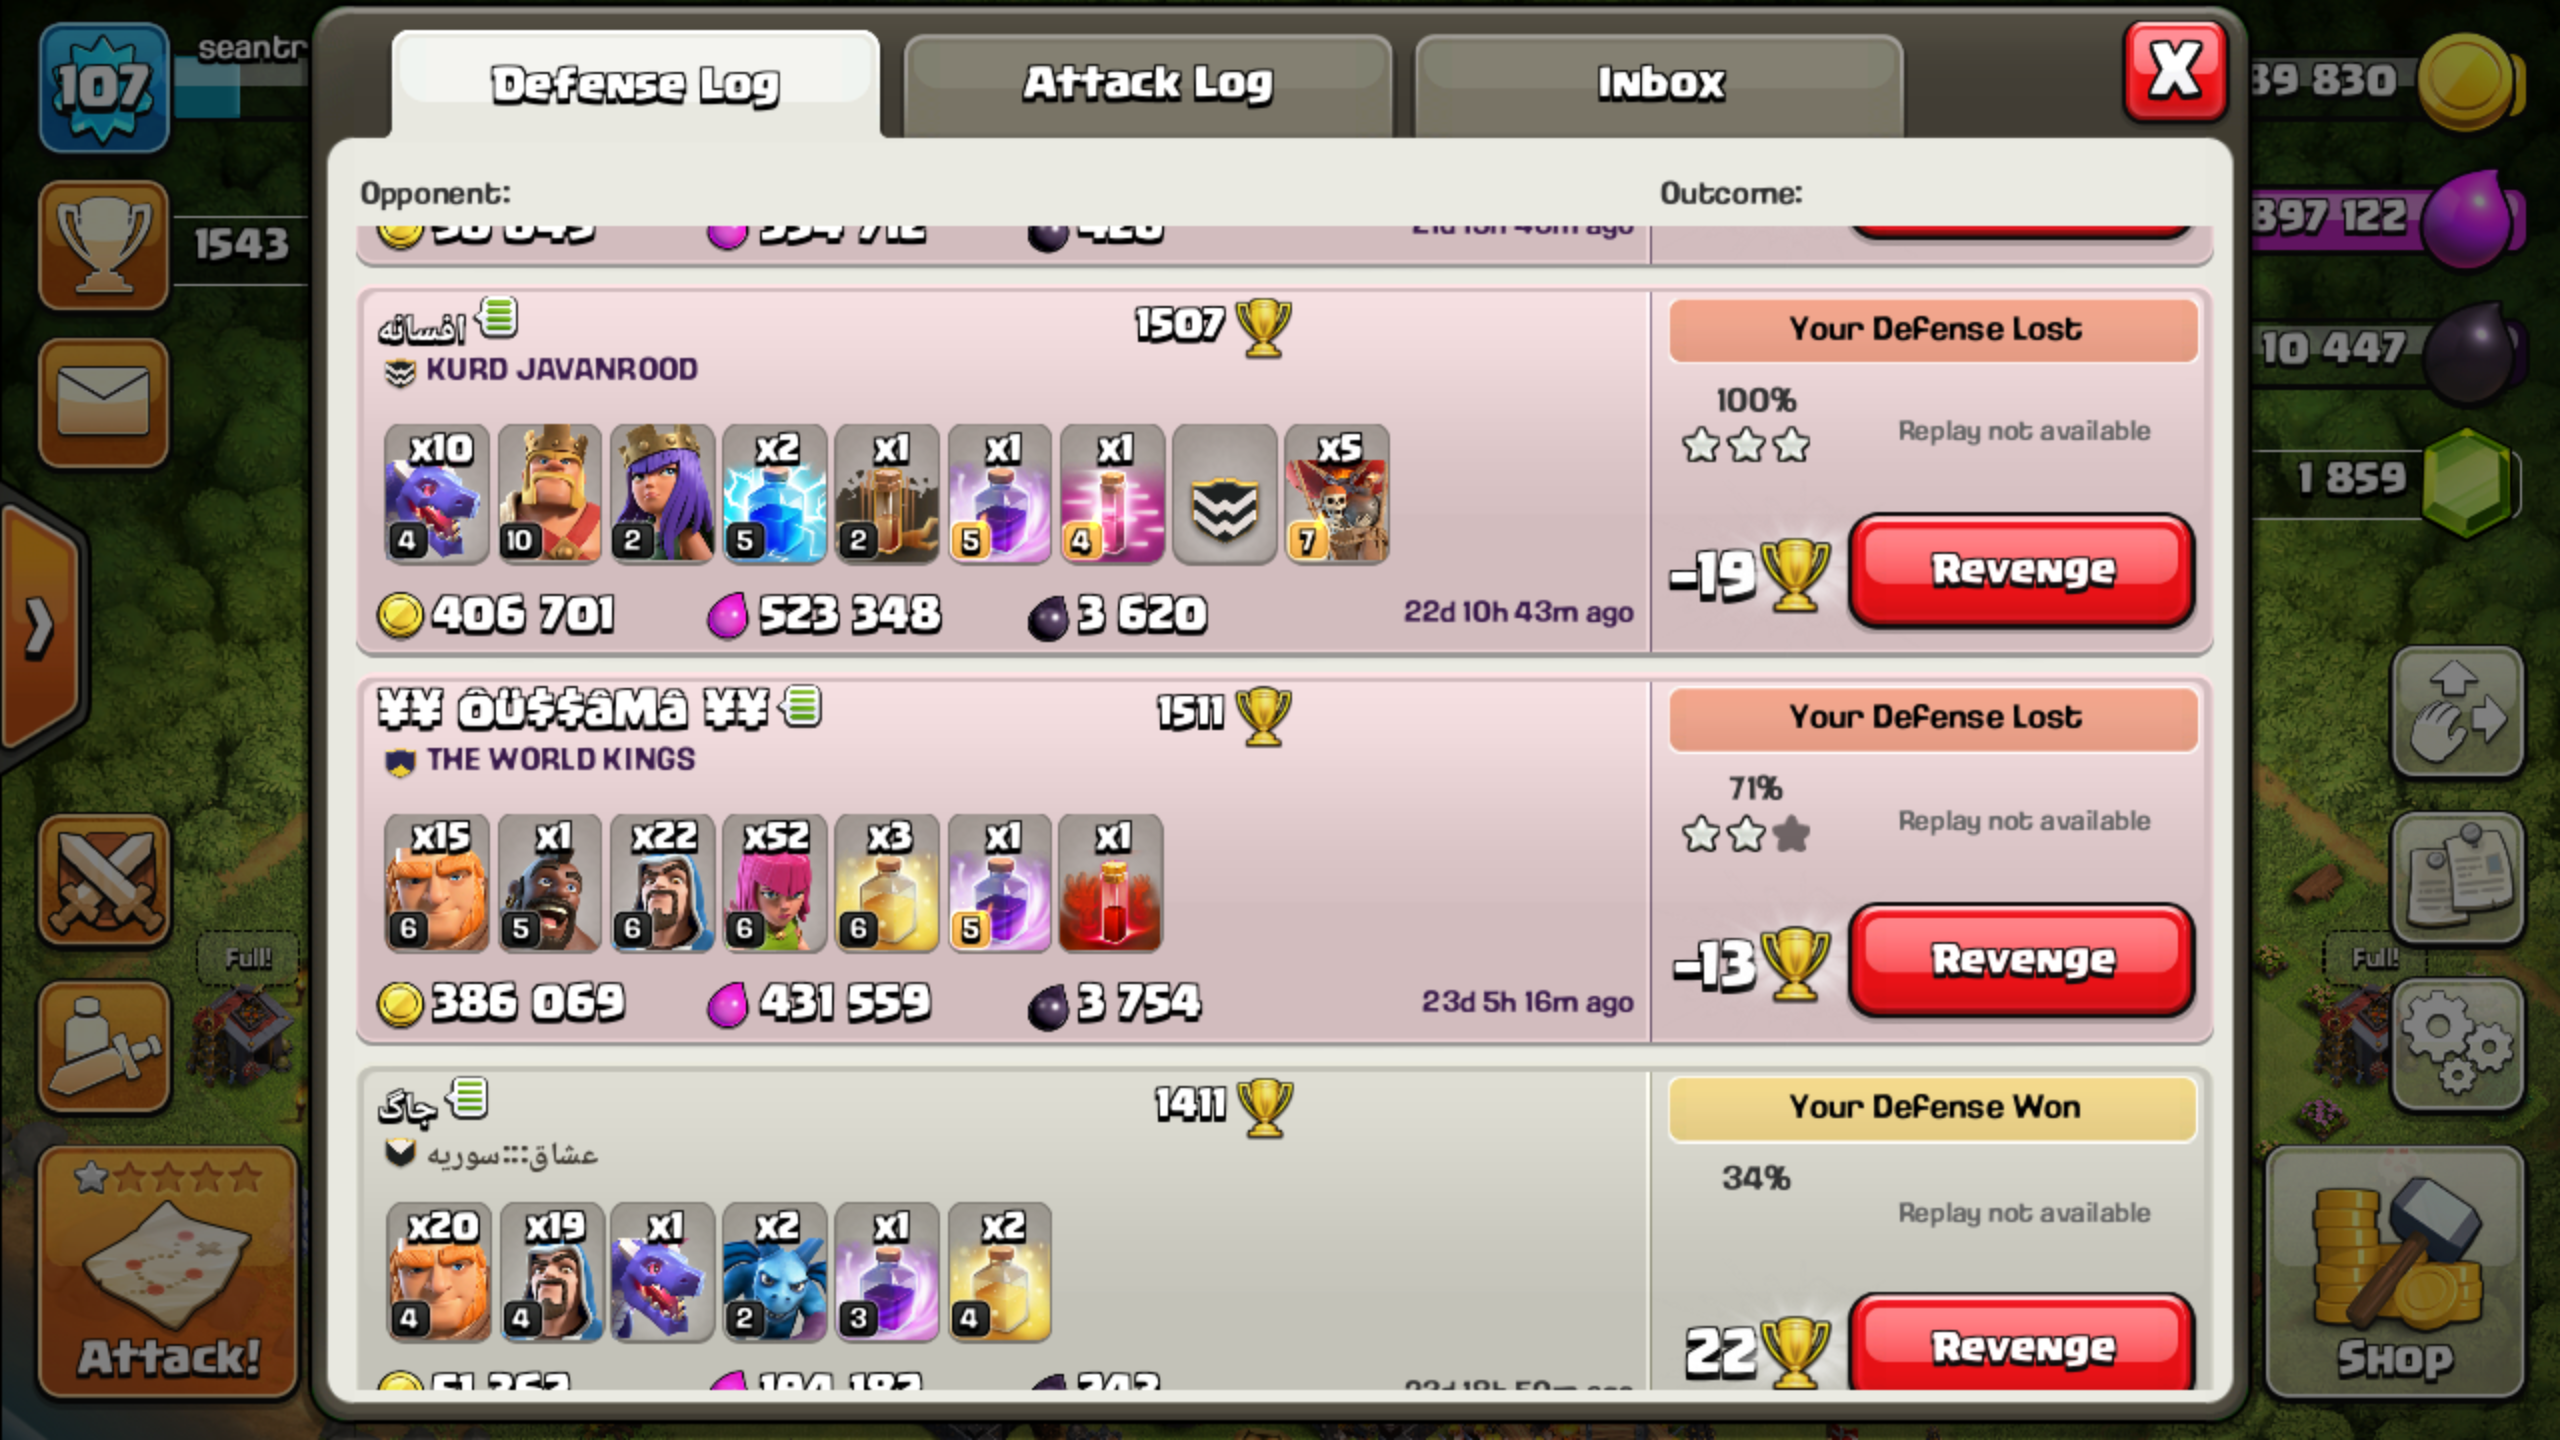 107
seantr
Defense Log
Attack Log
Inbox
X
39 830
1543
897 122
10 447
1 859
Opponent:
Outcome:
افسانه
1507
KURD JAVANROOD
x10
x2
x1
x1
x1
x5
4
10
2
5
2
5
4
7
406 701
523 348
3 620
22d 10h 43m ago
Your Defense Lost
100%
Replay not available
-19
Revenge
¥¥ ôü$$âMâ ¥¥
1511
THE WORLD KINGS
x15
x1
x22
x52
x3
x1
x1
6
5
6
6
6
5
386 069
431 559
3 754
23d 5h 16m ago
Your Defense Lost
71%
Replay not available
-13
Revenge
جاگ
1411
عشاق:::سوریه
x20
x19
x1
x2
x1
x2
4
4
2
3
4
Your Defense Won
34%
Replay not available
22
Revenge
Full!
Full!
Attack!
Shop